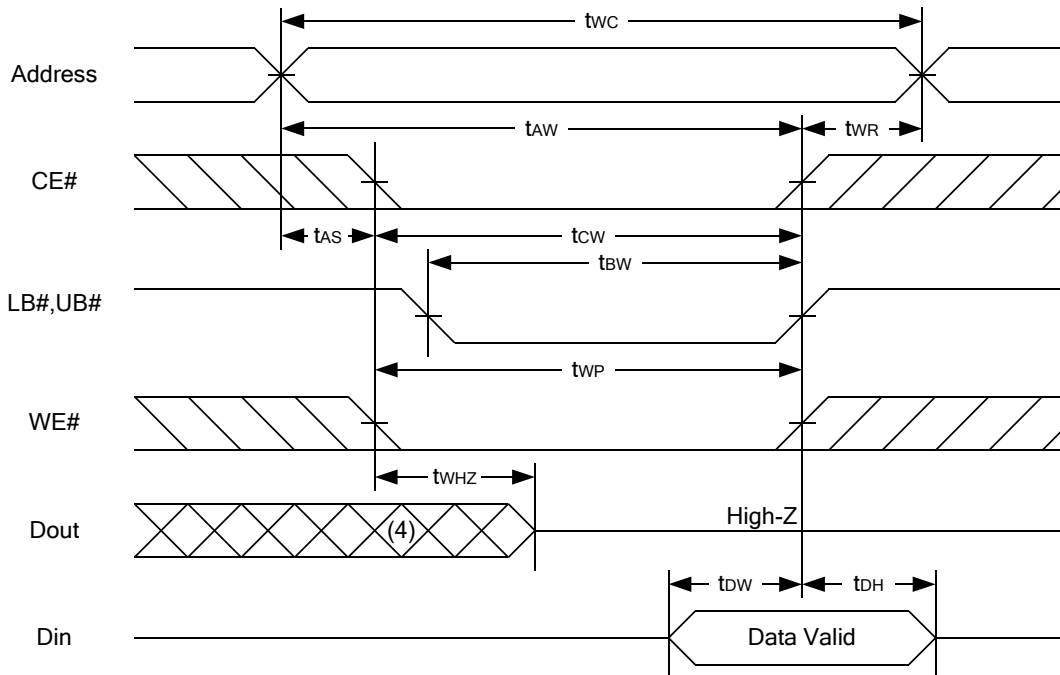 tWC
Address
tAW
tWR
CE#
tAS
tCW
tBW
LB#,UB#
tWP
WE#
tWHZ
Dout
(4)
High-Z
tDW
tDH
Din
Data Valid